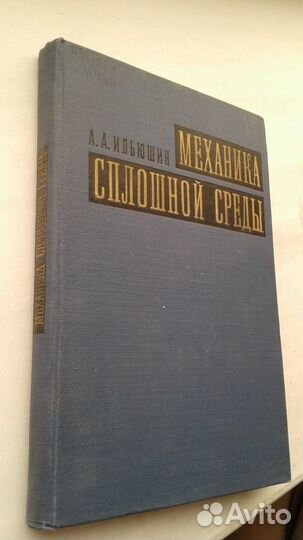 А. А. ИЛЬЮШИН
МЕХАНИКА
СПЛОШНОЙ СРЕДЫ
МЕХАНИКА СПЛОШНОЙ СРЕДЫ
Avito